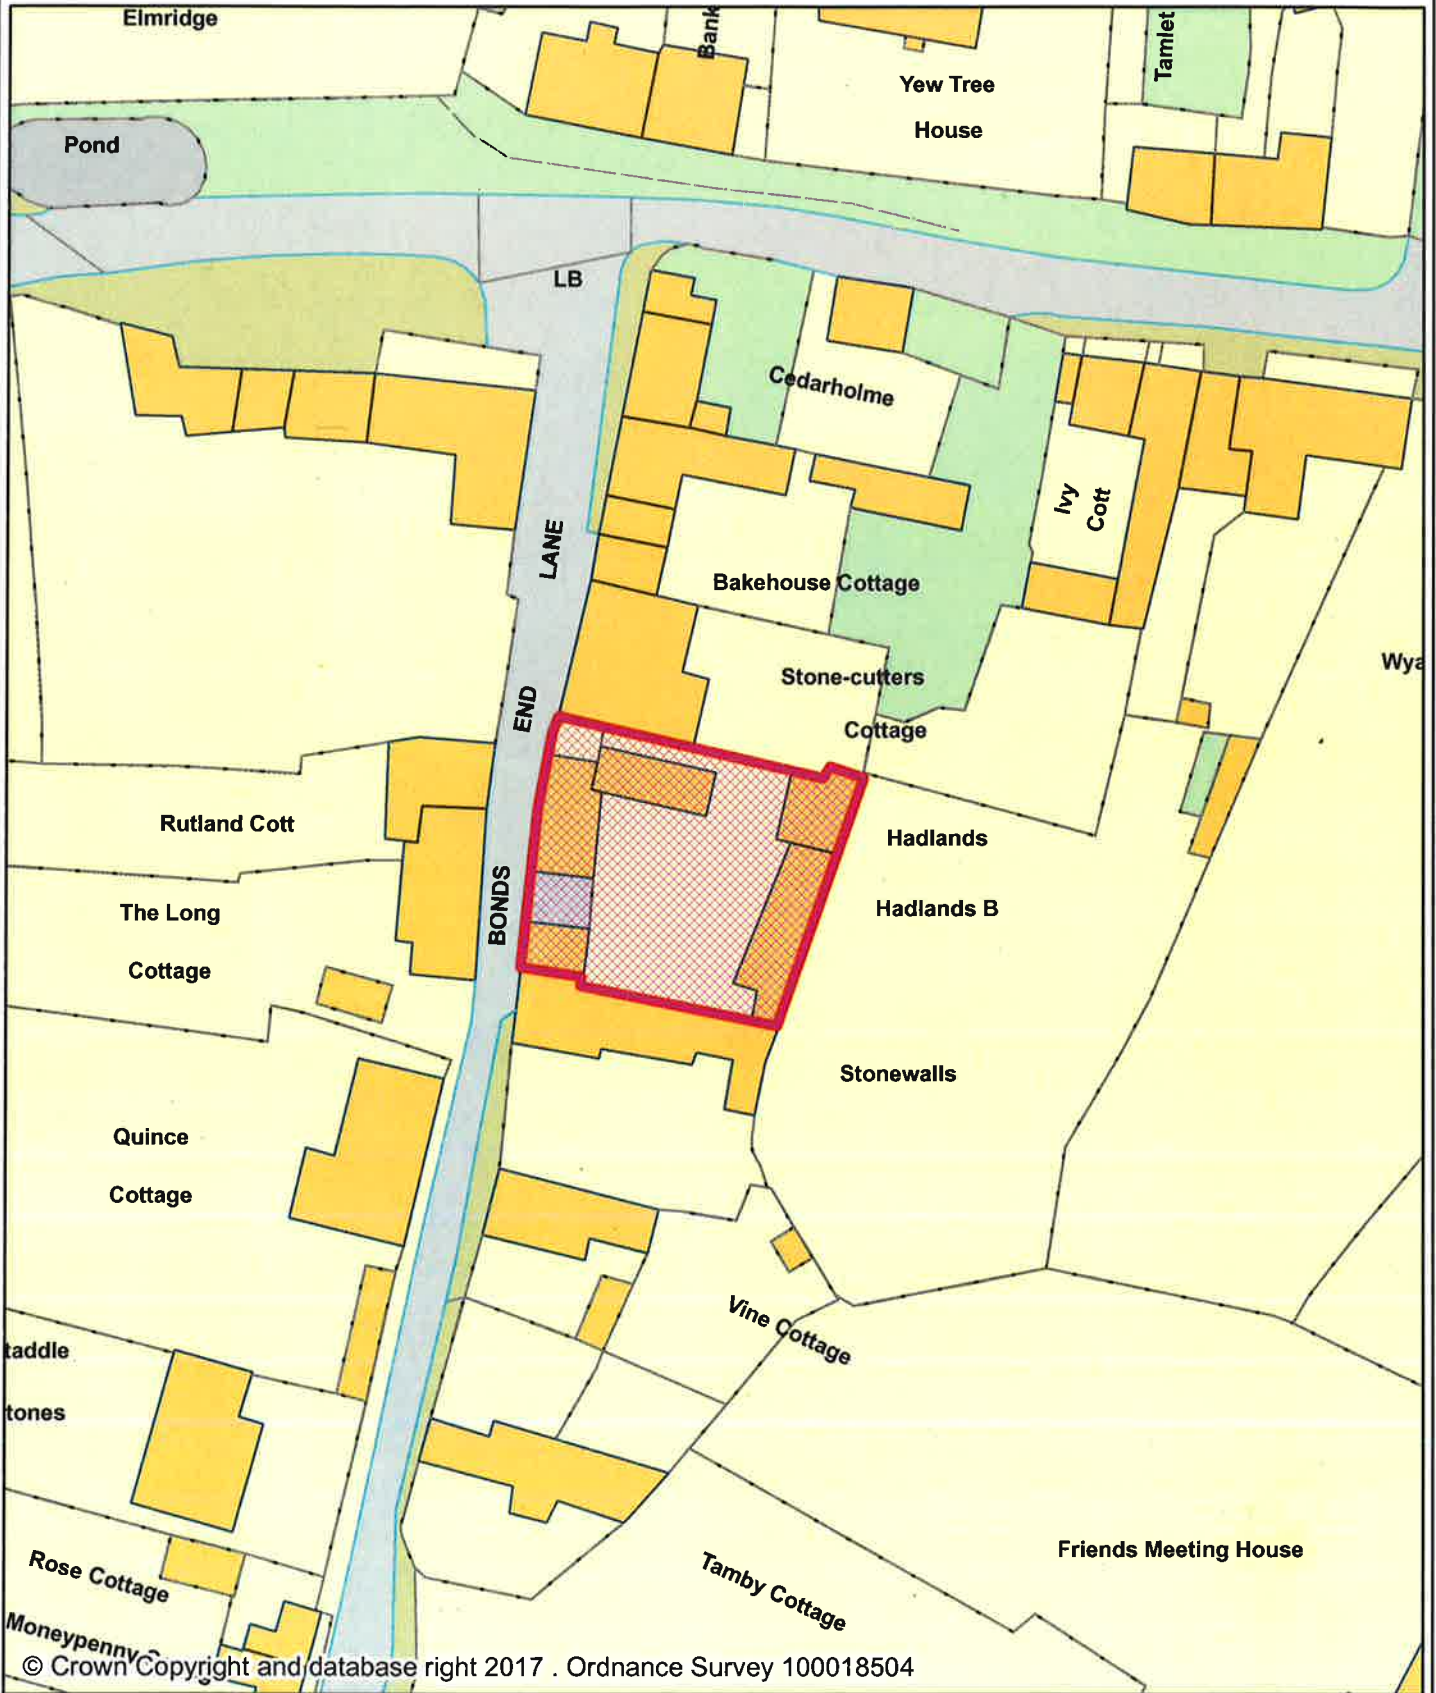 Elmridge
Bank
Tamlet
Yew Tree
House
Pond
LB
Cedarholme
Ivy
Cott
LANE
Bakehouse Cottage
Wya
Stone-cutters
END
Cottage
Rutland Cott
Hadlands
BONDS
The Long
Hadlands B
Cottage
Stonewalls
Quince
Cottage
Vine Cottage
taddle
tones
Friends Meeting House
Rose Cottage
Tamby Cottage
Moneypenny
© Crown Copyright and database right 2017 . Ordnance Survey 100018504